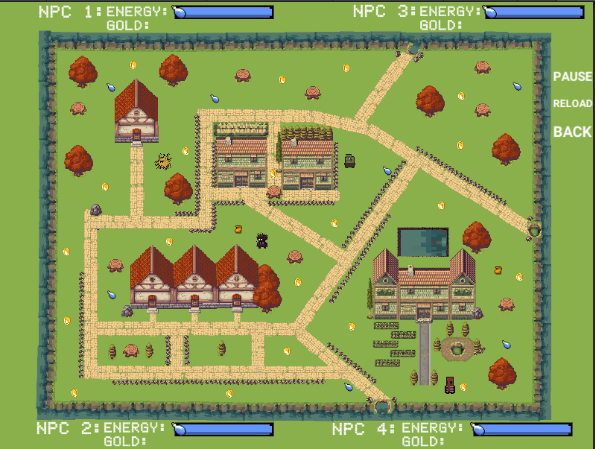 NPC 1: ENERGY:
GOLD:
NPC 3: ENERGY:
GOLD:
PAUSE
RELOAD
BACK
NPC 2: ENERGY:
GOLD:
NPC 4: ENERGY:
GOLD: